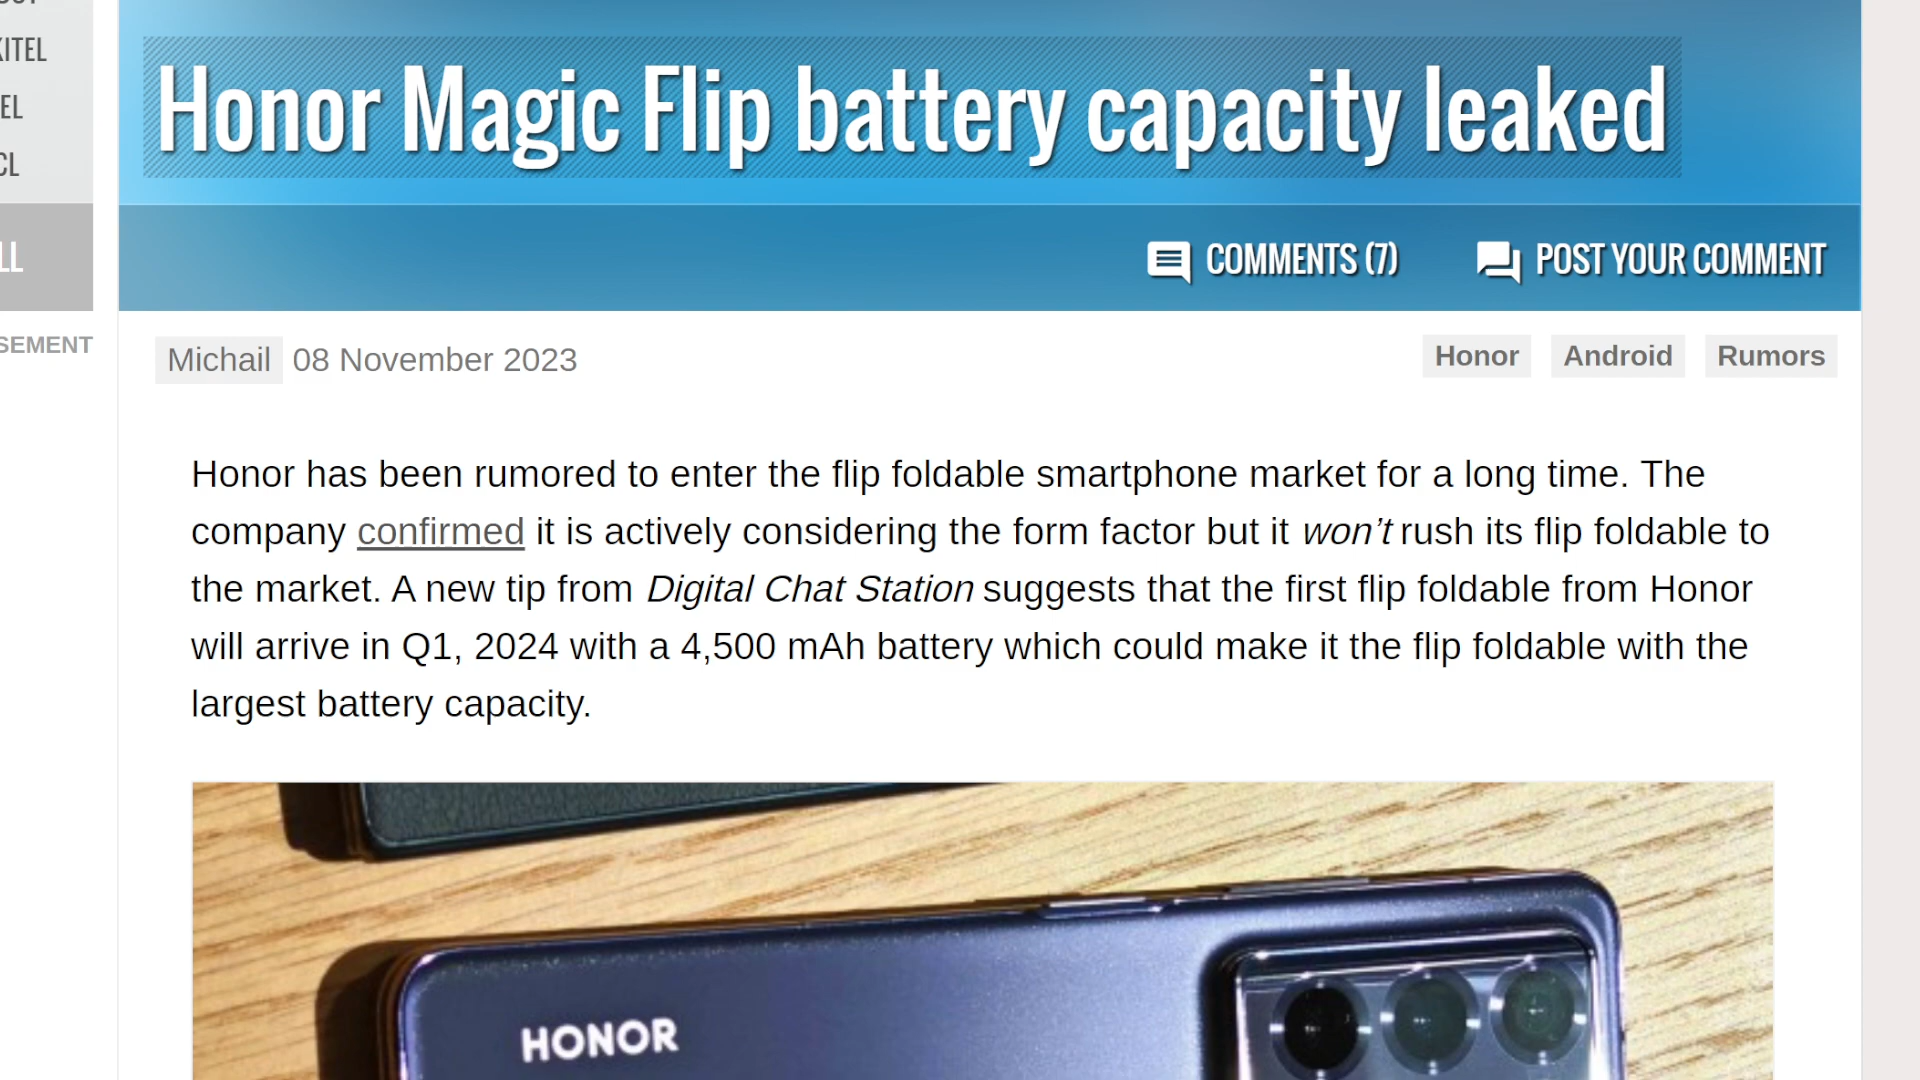 KITEL
EL
CL
LL
SEMENT
Honor Magic Flip battery capacity leaked
COMMENTS (7)
POST YOUR COMMENT
Michail 08 November 2023
Honor Android Rumors
Honor has been rumored to enter the flip foldable smartphone market for a long time. The
company confirmed it is actively considering the form factor but it won’t rush its flip foldable to
the market. A new tip from Digital Chat Station suggests that the first flip foldable from Honor
will arrive in Q1, 2024 with a 4,500 mAh battery which could make it the flip foldable with the
largest battery capacity.
HONOR